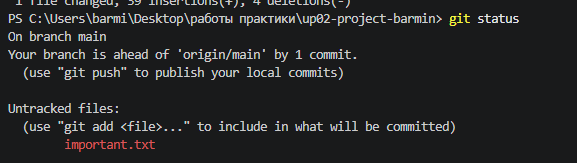 1 file changed, 39 insertions(+), 4 deletions(-)
PS C:\Users\barmi\Desktop\работы практики\up02-project-barmin> git status
On branch main
Your branch is ahead of 'origin/main' by 1 commit.
  (use "git push" to publish your local commits)

Untracked files:
  (use "git add <file>..." to include in what will be committed)
        important.txt